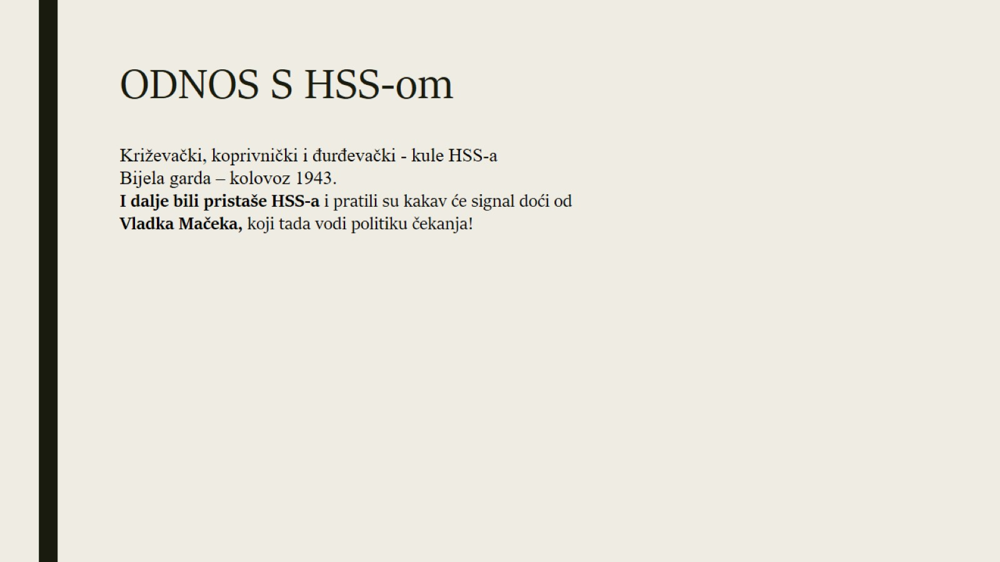 ODNOS S HSS-om
Križevački, koprivnički i đurđevački - kule HSS-a
Bijela garda – kolovoz 1943.
I dalje bili pristaše HSS-a i pratili su kakav će signal doći od
Vladka Mačeka, koji tada vodi politiku čekanja!